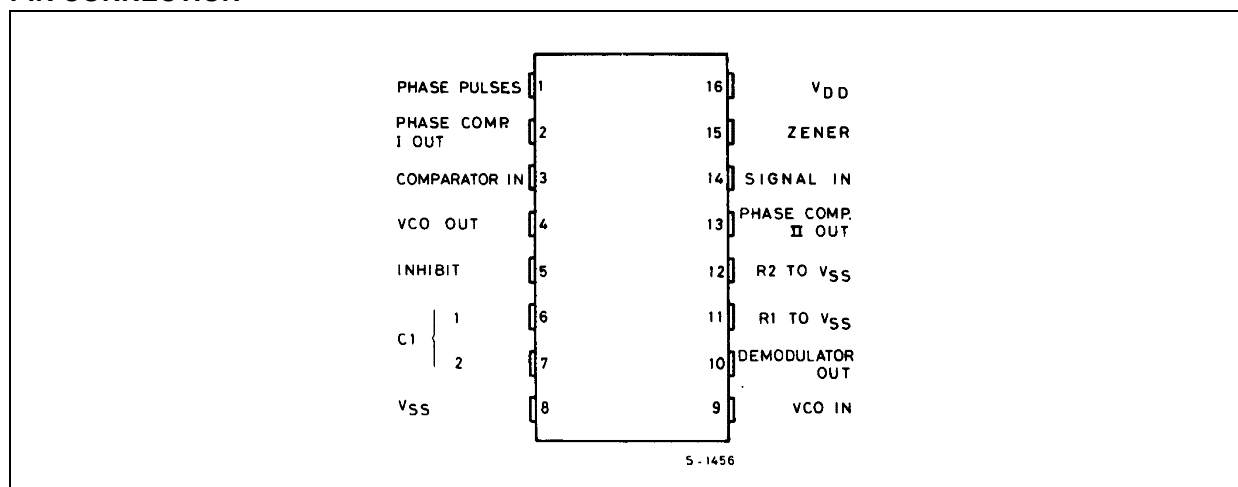 PHASE PULSES 1 16 VDD
PHASE COMP. I OUT 2 15 ZENER
COMPARATOR IN 3 14 SIGNAL IN
VCO OUT 4 13 PHASE COMP. II OUT
INHIBIT 5 12 R2 TO VSS
C1 1 6 11 R1 TO VSS
2 7 10 DEMODULATOR OUT
VSS 8 9 VCO IN
S-1456